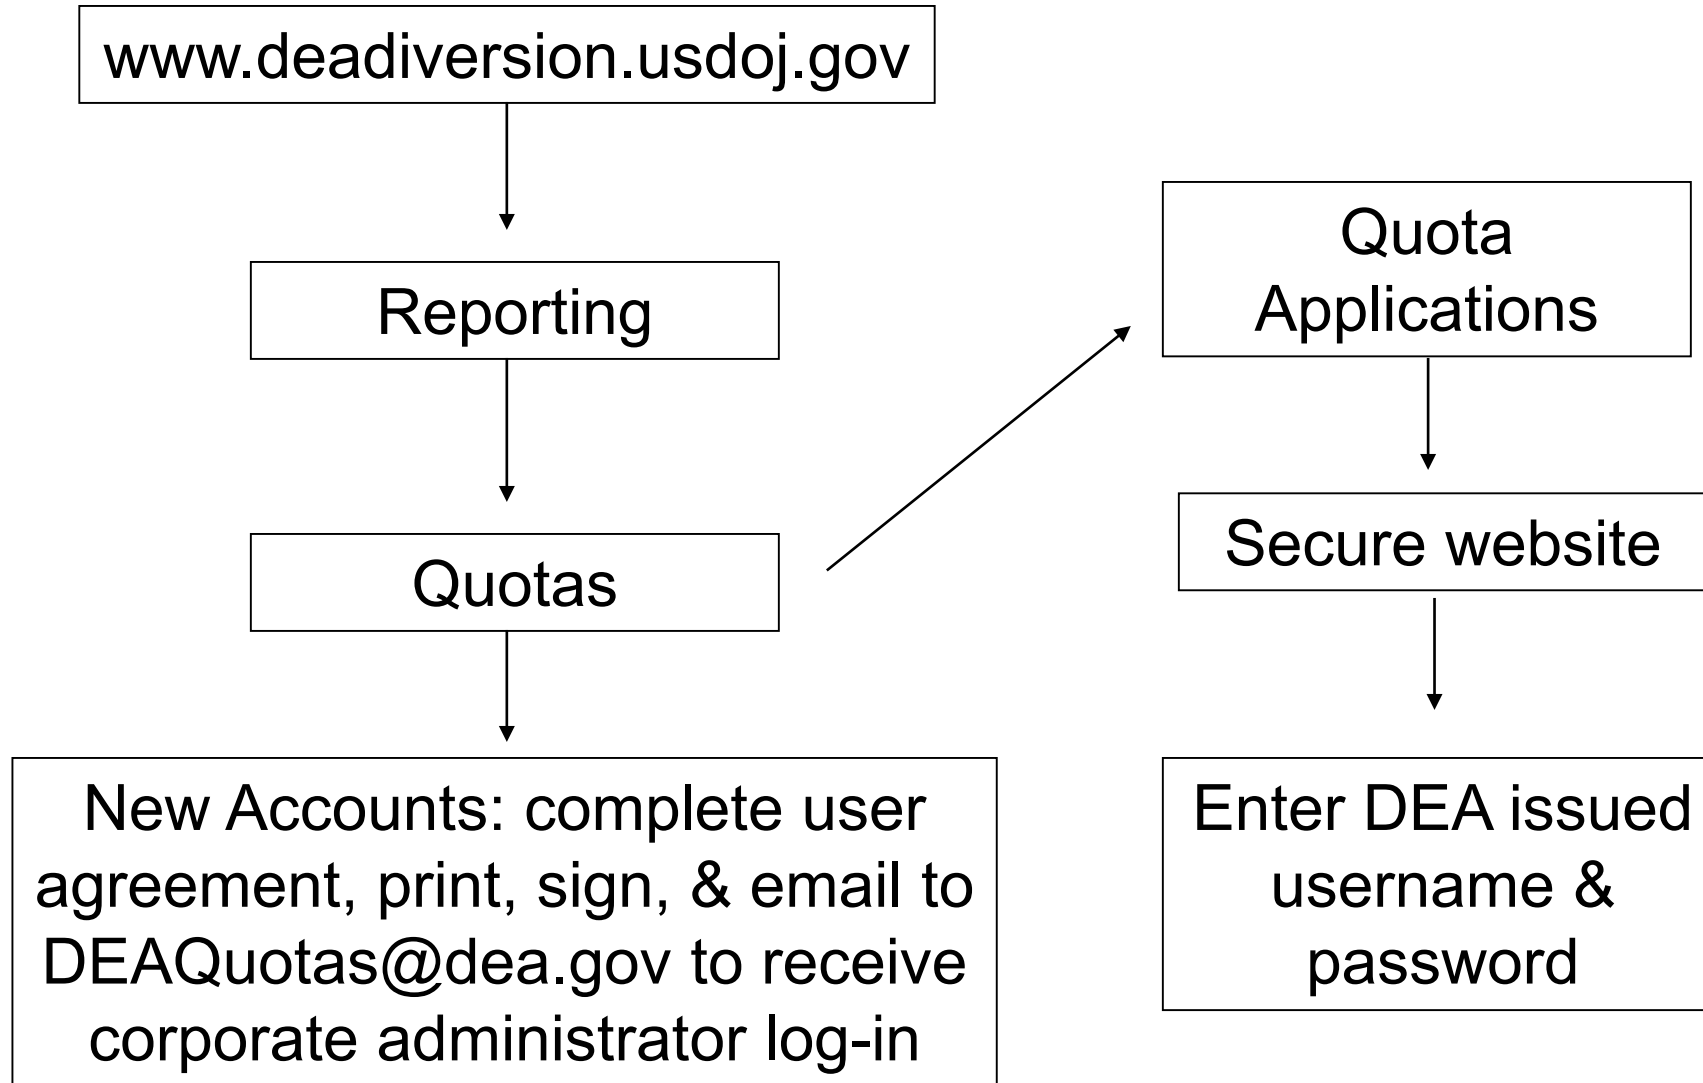 www.deadiversion.usdoj.gov
Reporting
Quotas
New Accounts: complete user
agreement, print, sign, & email to
DEAQuotas@dea.gov to receive
corporate administrator log-in
Quota
Applications
Secure website
Enter DEA issued
username &
password